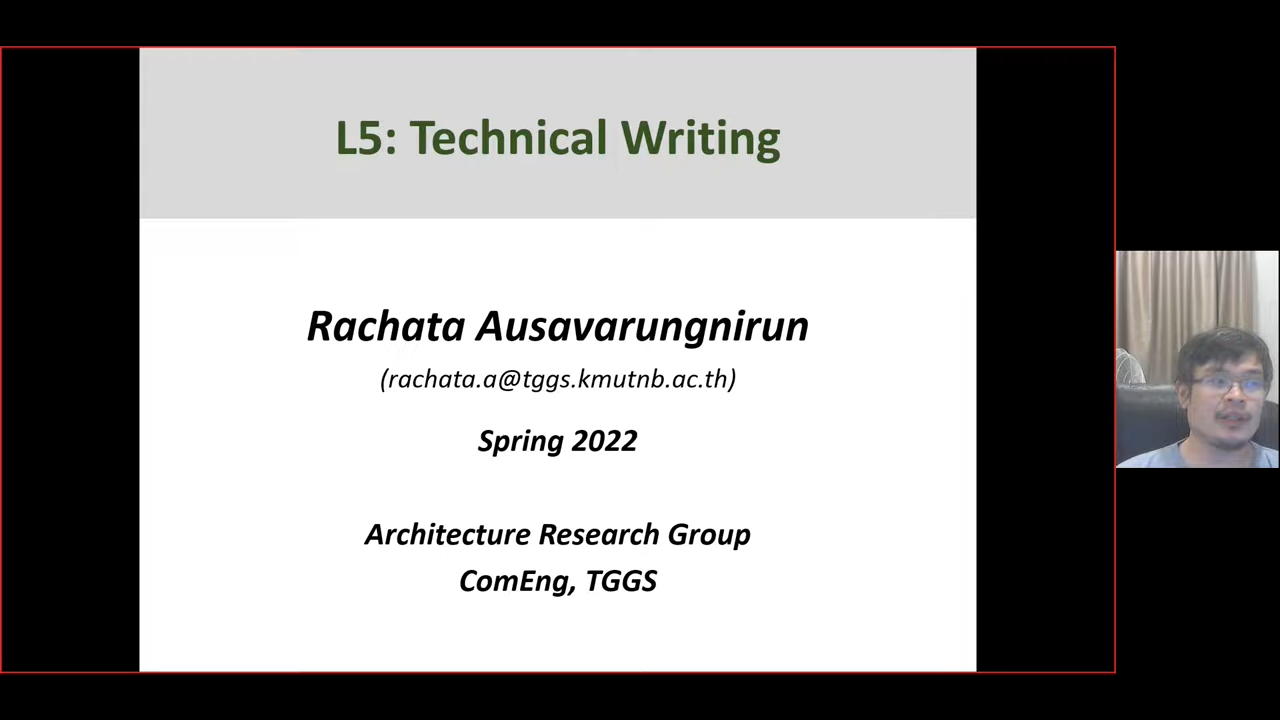 L5: Technical Writing
Rachata Ausavarungnirun
(rachata.a@tggs.kmutnb.ac.th)
Spring 2022
Architecture Research Group
ComEng, TGGS